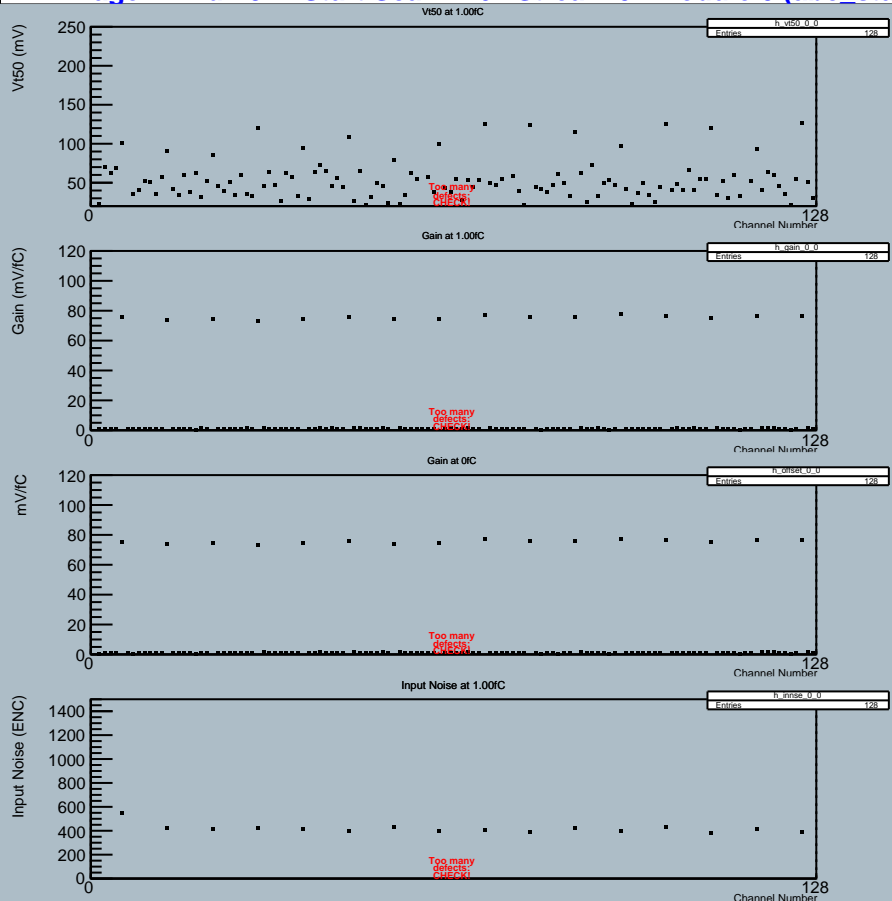 Vt50 at 1.00fC
h_vt50_0_0
Entries 128
Vt50 (mV)
250
200
150
100
50
0
128
Too many
defects:
CHECK!
Channel Number
Gain at 1.00fC
h_gain_0_0
Entries 128
Gain (mV/fC)
120
100
80
60
40
20
0
0
128
Too many
defects:
CHECK!
Channel Number
Gain at 0fC
h_offset_0_0
Entries 128
mV/fC
120
100
80
60
40
20
0
0
128
Too many
defects:
CHECK!
Channel Number
Input Noise at 1.00fC
h_innse_0_0
Entries 128
Input Noise (ENC)
1400
1200
1000
800
600
400
200
0
0
128
Too many
defects:
CHECK!
Channel Number